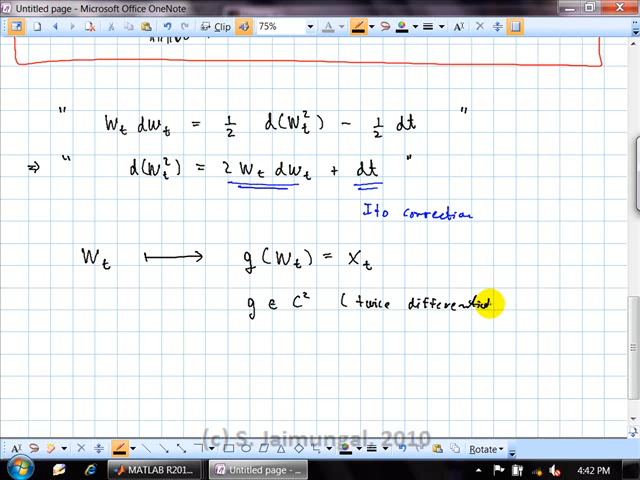 Untitled page - Microsoft Office OneNote
Clip 75%
" W_t dW_t = 1/2 d(W_t^2) - 1/2 dt "
⇒ " d(W_t^2) = 2 W_t dW_t + dt "
Ito correction
W_t ⟼ g(W_t) = X_t
g ∈ C^2 ( twice
(c) S. Jaimungal, 2010
Rotate
MATLAB R201... Untitled page - ... 4:42 PM